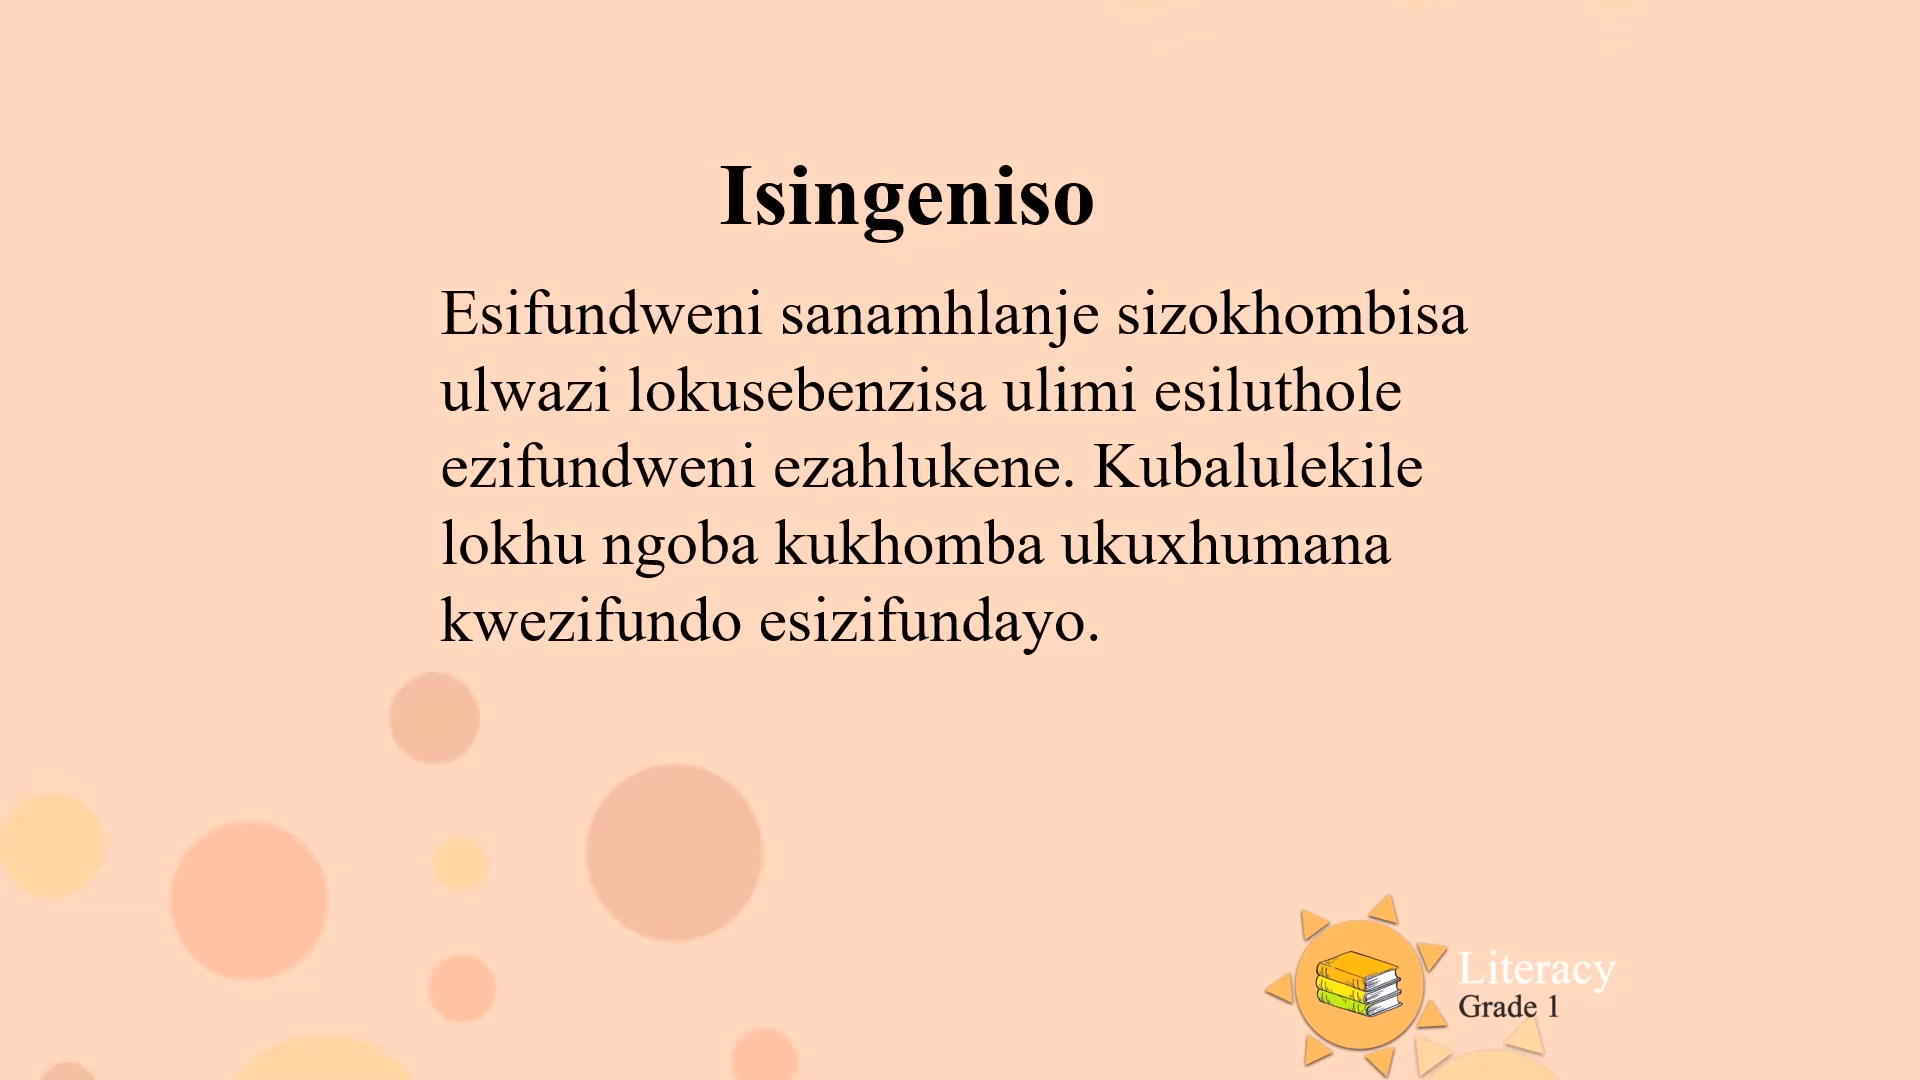 Isingeniso
Esifundweni sanamhlanje sizokhombisa
ulwazi lokusebenzisa ulimi esiluthole
ezifundweni ezahlukene. Kubalulekile
lokhu ngoba kukhomba ukuxhumana
kwezifundo esizifundayo.
Literacy
Grade 1